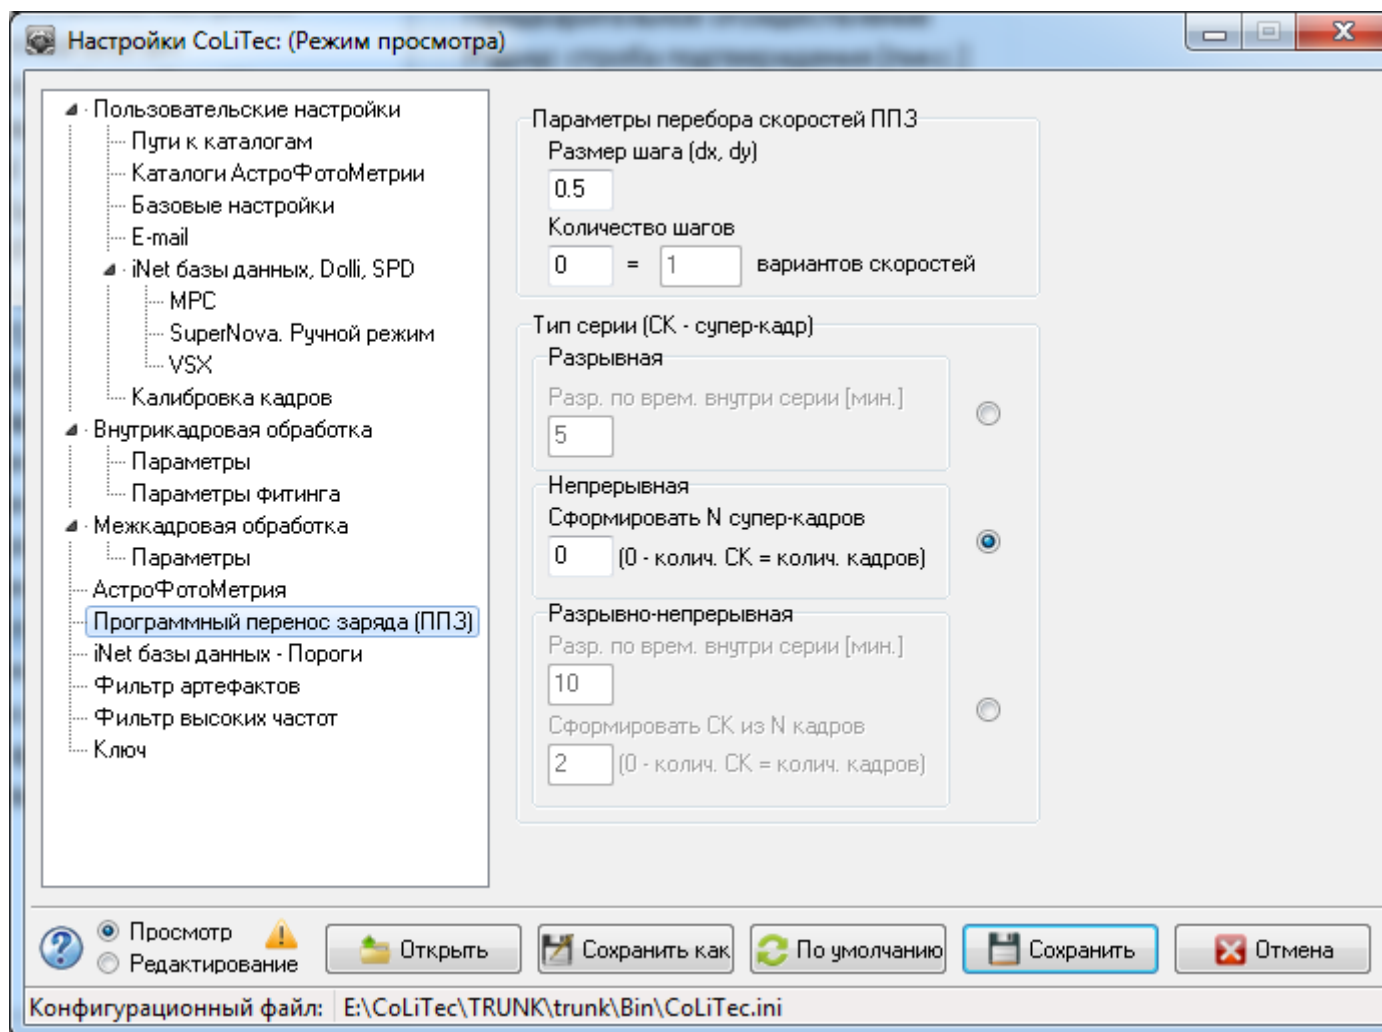 Настройки CoLiTec: (Режим просмотра)
Пользовательские настройки
Пути к каталогам
Каталоги АстроФотоМетрии
Базовые настройки
E-mail
iNet базы данных, Dolli, SPD
MPC
SuperNova. Ручной режим
VSX
Калибровка кадров
Внутрикадровая обработка
Параметры
Параметры фитинга
Межкадровая обработка
Параметры
АстроФотоМетрия
Программный перенос заряда (ППЗ)
iNet базы данных - Пороги
Фильтр артефактов
Фильтр высоких частот
Ключ
Параметры перебора скоростей ППЗ
Размер шага (dx, dy)
0.5
Количество шагов
0 = 1 вариантов скоростей
Тип серии (СК - супер-кадр)
Разрывная
Разр. по врем. внутри серии [мин.]
5
Непрерывная
Сформировать N супер-кадров
0 (0 - колич. СК = колич. кадров)
Разрывно-непрерывная
Разр. по врем. внутри серии [мин.]
10
Сформировать СК из N кадров
2 (0 - колич. СК = колич. кадров)
Просмотр
Редактирование
Открыть
Сохранить как
По умолчанию
Сохранить
Отмена
Конфигурационный файл: E:\CoLiTec\TRUNK\trunk\Bin\CoLiTec.ini